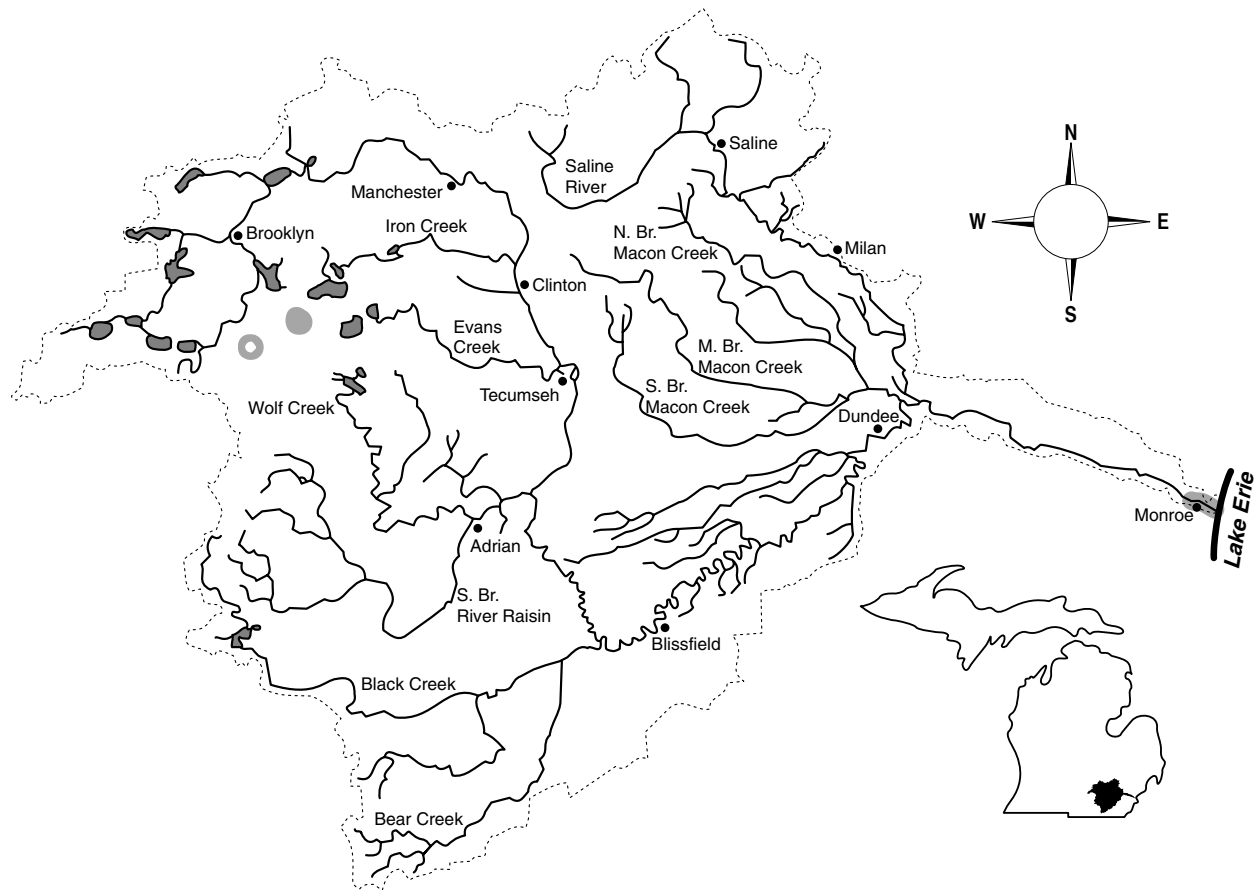 Saline
Saline
River
N
W
E
S
Manchester
Iron Creek
Brooklyn
N. Br.
Macon Creek
Milan
Clinton
Evans
Creek
M. Br.
Macon Creek
Tecumseh
S. Br.
Macon Creek
Wolf Creek
Dundee
Monroe
Lake Erie
Adrian
S. Br.
River Raisin
Blissfield
Black Creek
Bear Creek